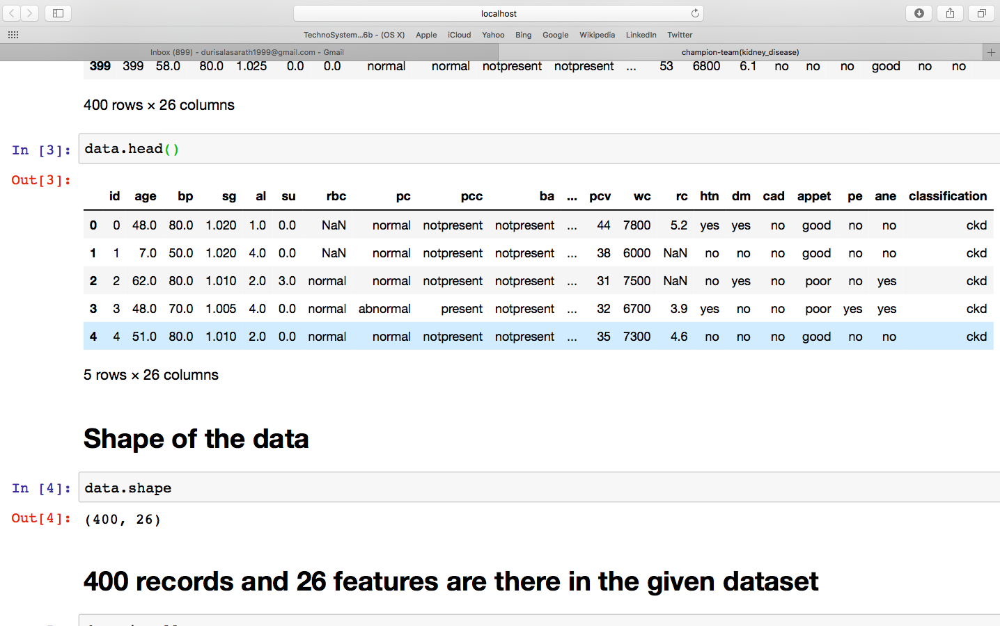 localhost
TechnoSystem...6b - (OS X) Apple iCloud Yahoo Bing Google Wikipedia LinkedIn Twitter
Inbox (899) - durisalasarath1999@gmail.com - Gmail champion-team(kidney_disease)
399 399 58.0 80.0 1.025 0.0 0.0 normal normal notpresent notpresent ... 53 6800 6.1 no no no good no no
400 rows × 26 columns
In [3]: data.head()
Out[3]:
id age bp sg al su rbc pc pcc ba ... pcv wc rc htn dm cad appet pe ane classification
0 0 48.0 80.0 1.020 1.0 0.0 NaN normal notpresent notpresent ... 44 7800 5.2 yes yes no good no no ckd
1 1 7.0 50.0 1.020 4.0 0.0 NaN normal notpresent notpresent ... 38 6000 NaN no no no good no no ckd
2 2 62.0 80.0 1.010 2.0 3.0 normal normal notpresent notpresent ... 31 7500 NaN no yes no poor no yes ckd
3 3 48.0 70.0 1.005 4.0 0.0 normal abnormal present notpresent ... 32 6700 3.9 yes no no poor yes yes ckd
4 4 51.0 80.0 1.010 2.0 0.0 normal normal notpresent notpresent ... 35 7300 4.6 no no no good no no ckd
5 rows × 26 columns
Shape of the data
In [4]: data.shape
Out[4]: (400, 26)
400 records and 26 features are there in the given dataset